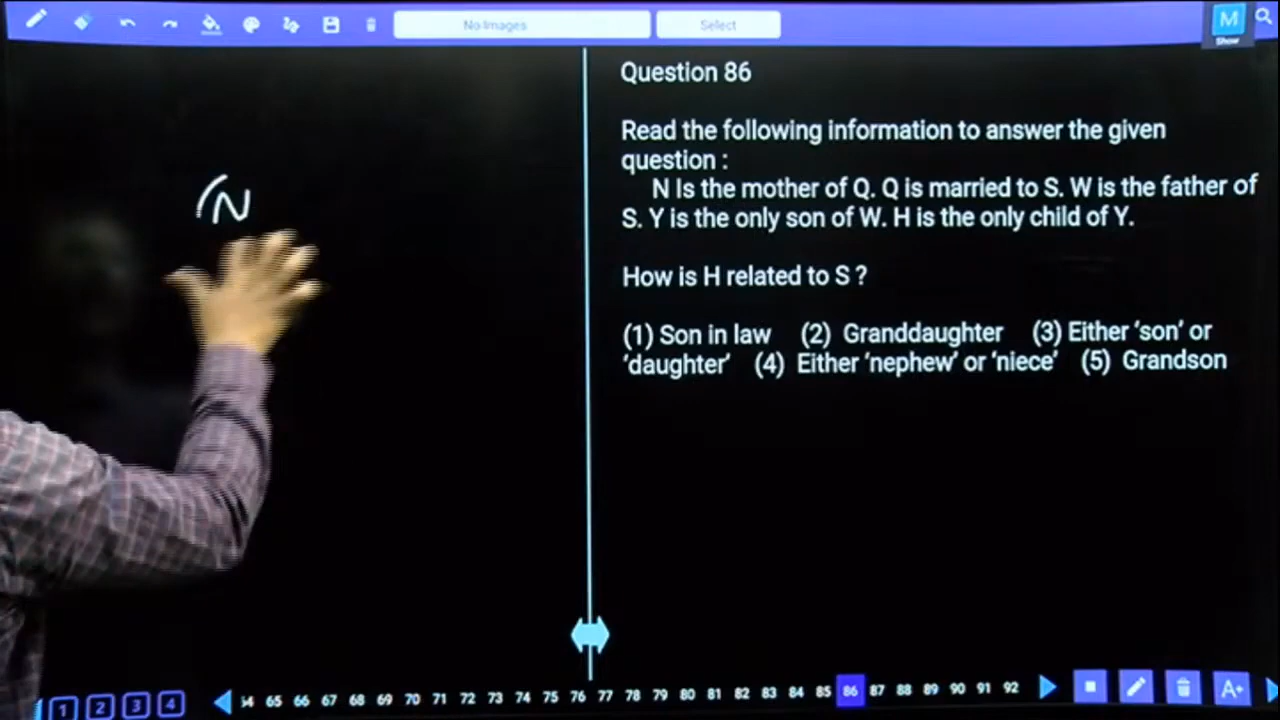 No Images
Select
M
Show
Question 86
Read the following information to answer the given
question :
N Is the mother of Q. Q is married to S. W is the father of
S. Y is the only son of W. H is the only child of Y.
How is H related to S ?
(1) Son in law (2) Granddaughter (3) Either ‘son’ or
‘daughter’ (4) Either ‘nephew’ or ‘niece’ (5) Grandson
N
1 2 3 4
65 66 67 68 69 70 71 72 73 74 75 76 77 78 79 80 81 82 83 84 85 86 87 88 89 90 91 92
A+